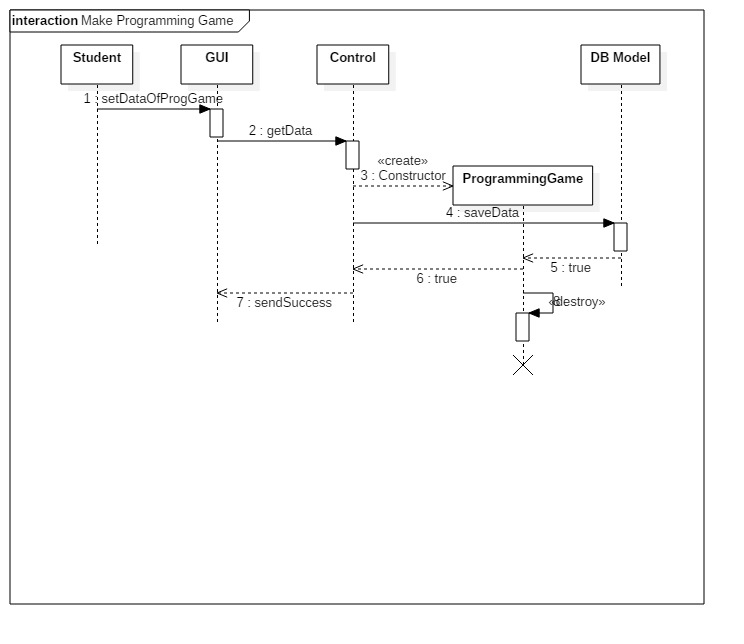 interaction Make Programming Game
Student
GUI
Control
DB Model
1 : setDataOfProgGame
2 : getData
«create»
3 : Constructor
ProgrammingGame
4 : saveData
5 : true
6 : true
7 : sendSuccess
8
«destroy»